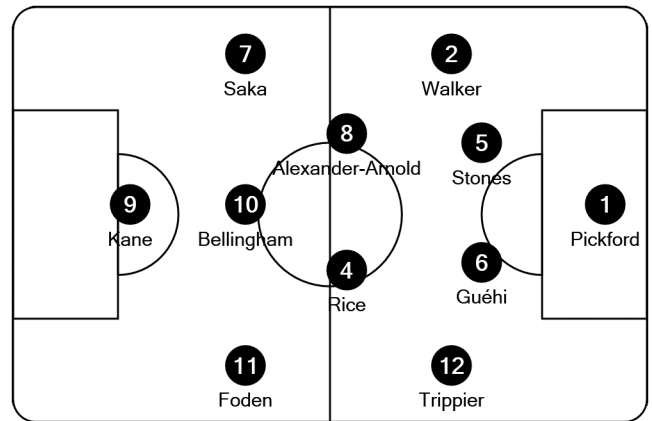 7
Saka
2
Walker
8
Alexander-Arnold
5
Stones
9
Kane
10
Bellingham
1
Pickford
4
Rice
6
Guéhi
11
Foden
12
Trippier